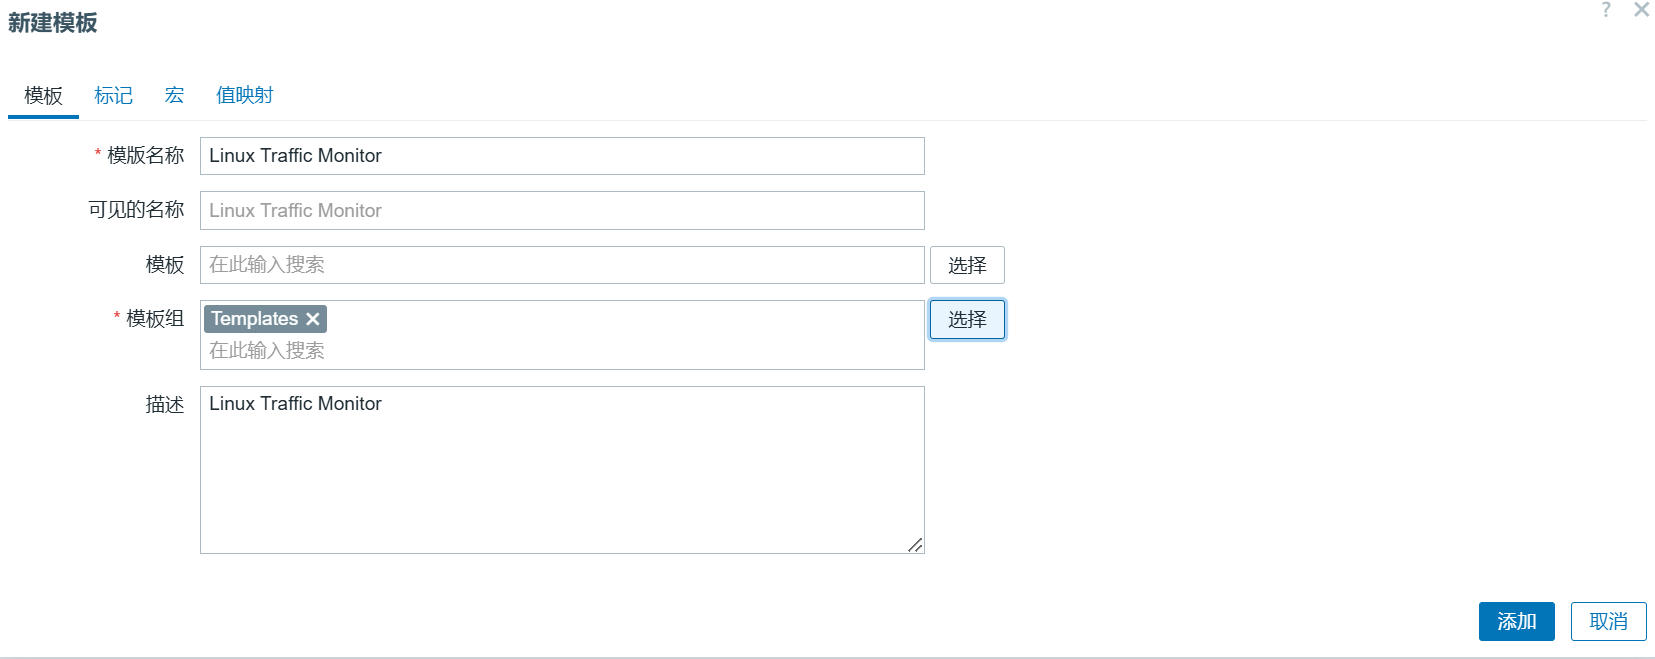 新建模板
? ×
模板 标记 宏 值映射
* 模版名称 Linux Traffic Monitor
可见的名称 Linux Traffic Monitor
模板 在此输入搜索 选择
* 模板组 Templates × 选择
在此输入搜索
描述 Linux Traffic Monitor
添加 取消